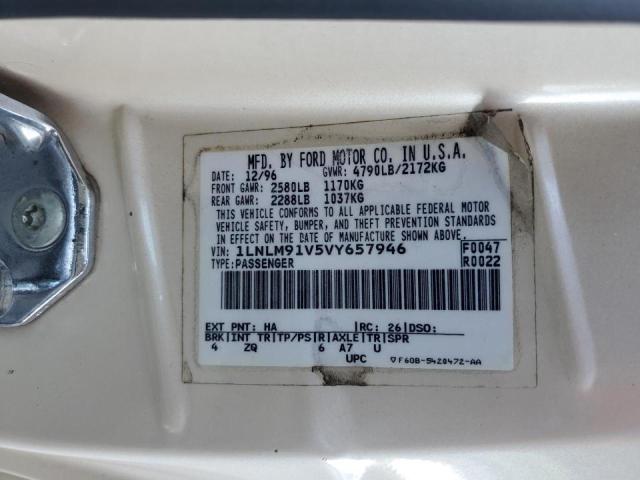 MFD. BY FORD MOTOR CO. IN U.S.A.
DATE: 12/96 GVWR: 4790LB/2172KG
FRONT GAWR: 2580LB 1170KG
REAR GAWR: 2288LB 1037KG
THIS VEHICLE CONFORMS TO ALL APPLICABLE FEDERAL MOTOR
VEHICLE SAFETY, BUMPER, AND THEFT PREVENTION STANDARDS
IN EFFECT ON THE DATE OF MANUFACTURE SHOWN ABOVE.
VIN: 1LNLM91V5VY657946 F0047
TYPE: PASSENGER R0022
EXT PNT: HA |RC: 26|DSO:
BRK|INT TR|TP/PS|R|AXLE|TR|SPR
4 ZQ 6 A7 U
UPC F60B-5420472-AA